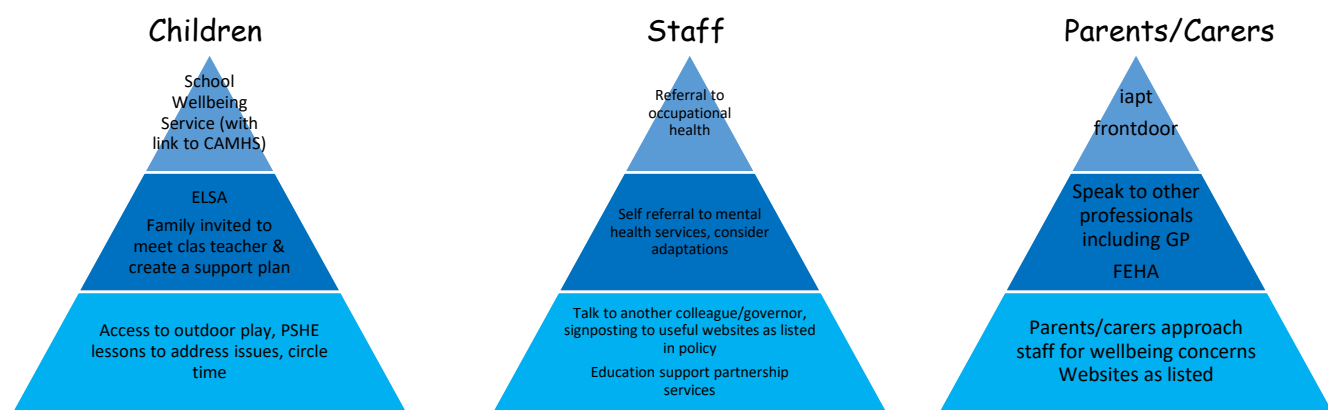 Children
School
Wellbeing
Service (with
link to CAMHS)
ELSA
Family invited to
meet clas teacher &
create a support plan
Access to outdoor play, PSHE
lessons to address issues, circle
time
Staff
Referral to
occupational
health
Self referral to mental
health services, consider
adaptations
Talk to another colleague/governor,
signposting to useful websites as listed
in policy
Education support partnership
services
Parents/Carers
iapt
frontdoor
Speak to other
professionals
including GP
FEHA
Parents/carers approach
staff for wellbeing concerns
Websites as listed